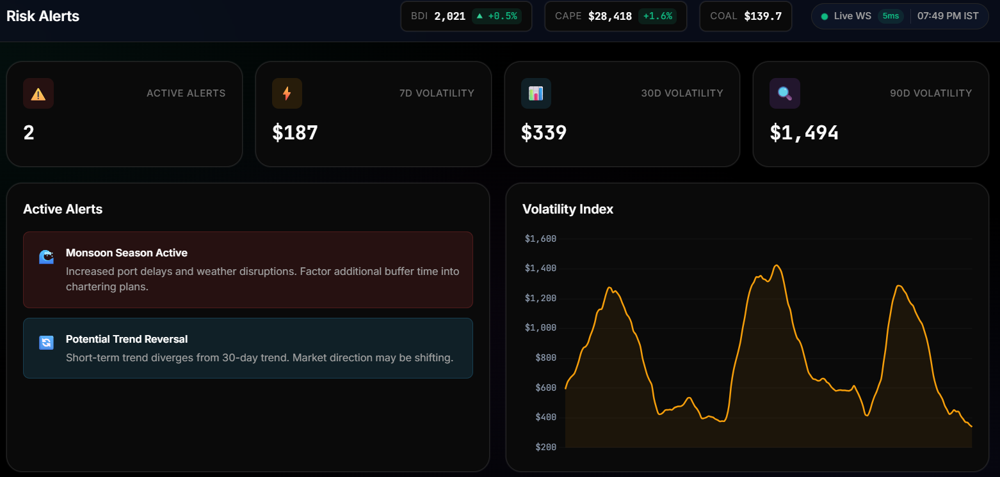 Risk Alerts
BDI 2,021 ▲ +0.5%
CAPE $28,418 +1.6%
COAL $139.7
Live WS 5ms 07:49 PM IST
ACTIVE ALERTS
2
7D VOLATILITY
$187
30D VOLATILITY
$339
90D VOLATILITY
$1,494
Active Alerts
Monsoon Season Active
Increased port delays and weather disruptions. Factor additional buffer time into
chartering plans.
Potential Trend Reversal
Short-term trend diverges from 30-day trend. Market direction may be shifting.
Volatility Index
$1,600
$1,400
$1,200
$1,000
$800
$600
$400
$200